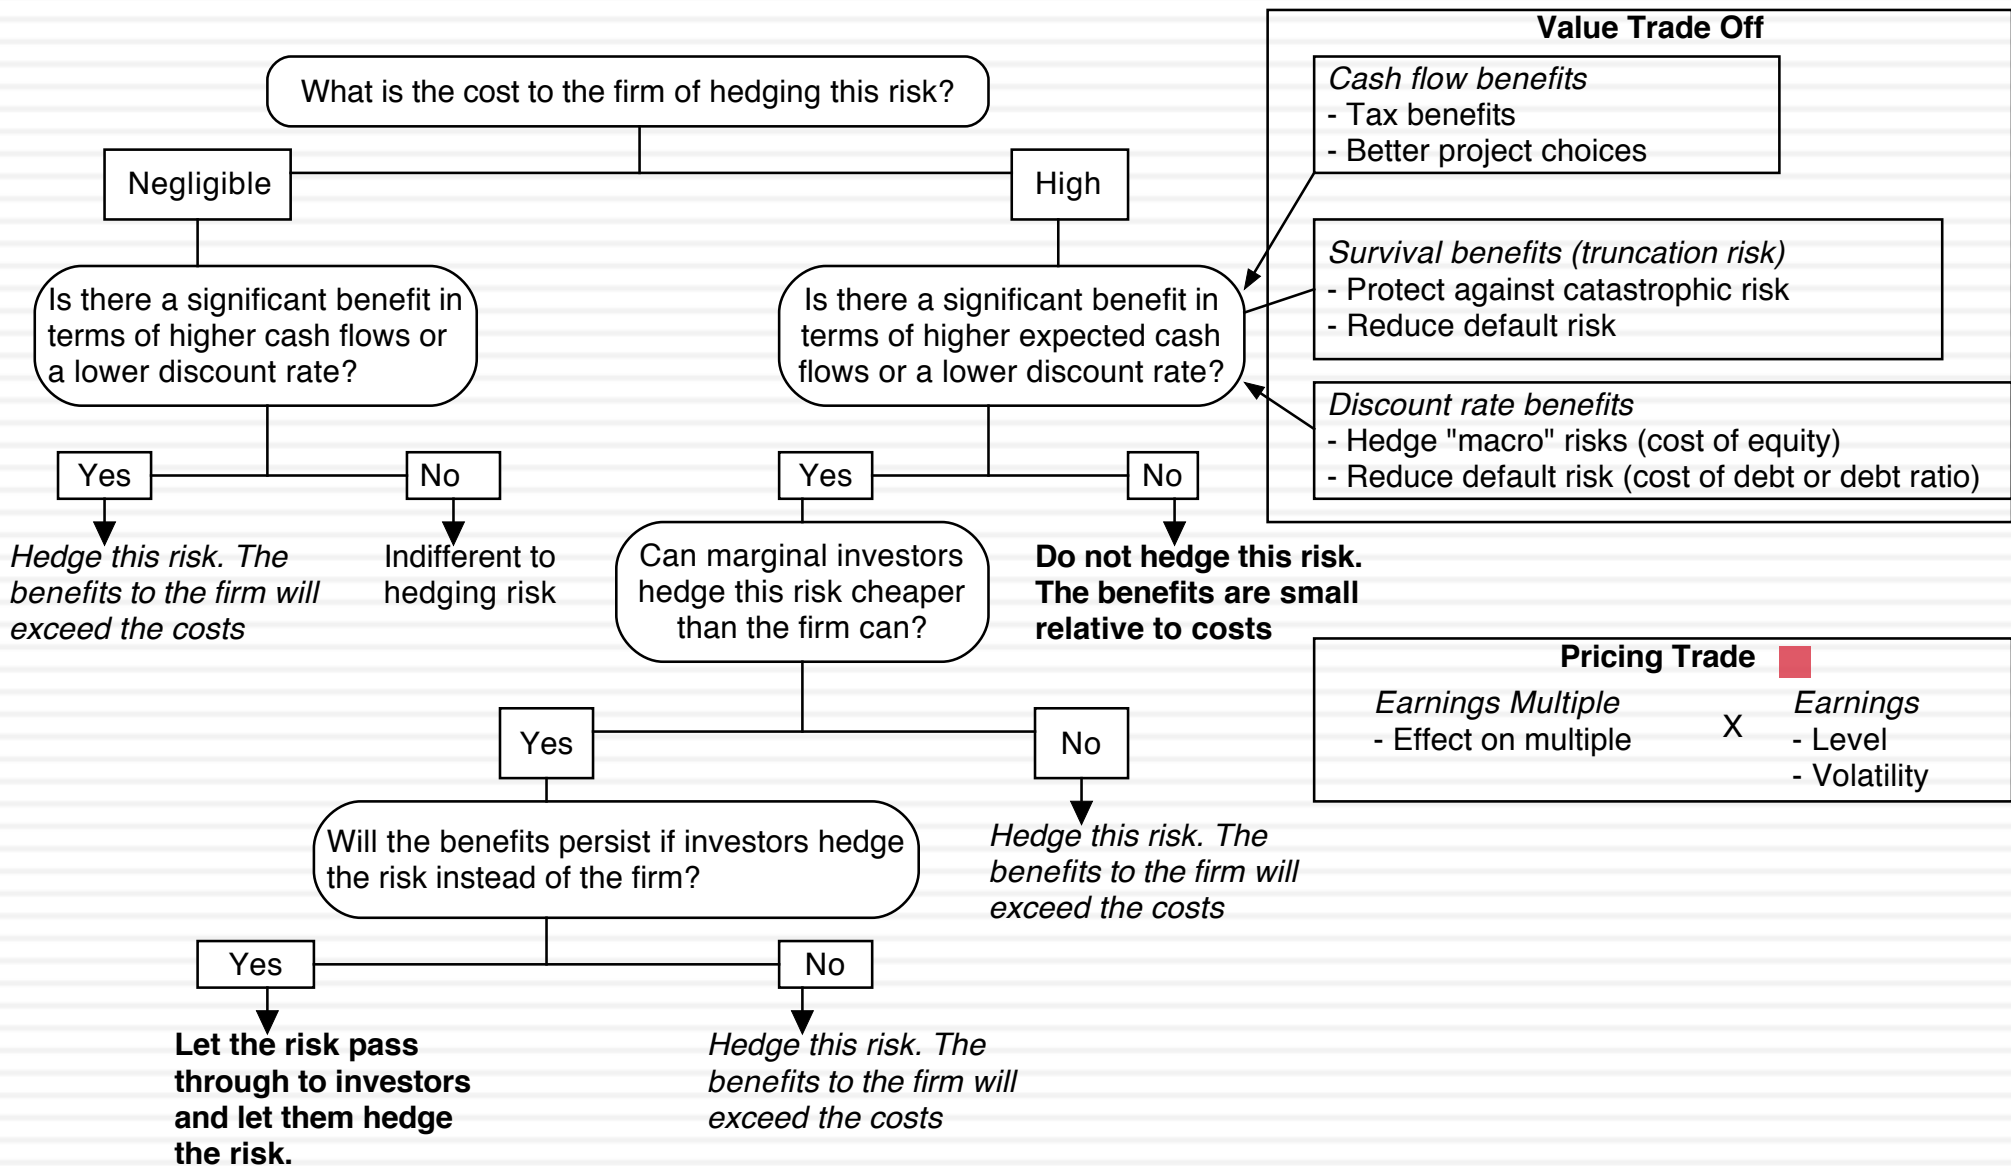 What is the cost to the firm of hedging this risk?
Negligible
High
Is there a significant benefit in
terms of higher cash flows or
a lower discount rate?
Is there a significant benefit in
terms of higher expected cash
flows or a lower discount rate?
Yes
No
Yes
No
Hedge this risk. The
benefits to the firm will
exceed the costs
Indifferent to
hedging risk
Can marginal investors
hedge this risk cheaper
than the firm can?
Do not hedge this risk.
The benefits are small
relative to costs
Yes
No
Will the benefits persist if investors hedge
the risk instead of the firm?
Hedge this risk. The
benefits to the firm will
exceed the costs
Yes
No
Let the risk pass
through to investors
and let them hedge
the risk.
Hedge this risk. The
benefits to the firm will
exceed the costs
Value Trade Off
Cash flow benefits
- Tax benefits
- Better project choices
Survival benefits (truncation risk)
- Protect against catastrophic risk
- Reduce default risk
Discount rate benefits
- Hedge "macro" risks (cost of equity)
- Reduce default risk (cost of debt or debt ratio)
Pricing Trade
Earnings Multiple
- Effect on multiple
X
Earnings
- Level
- Volatility